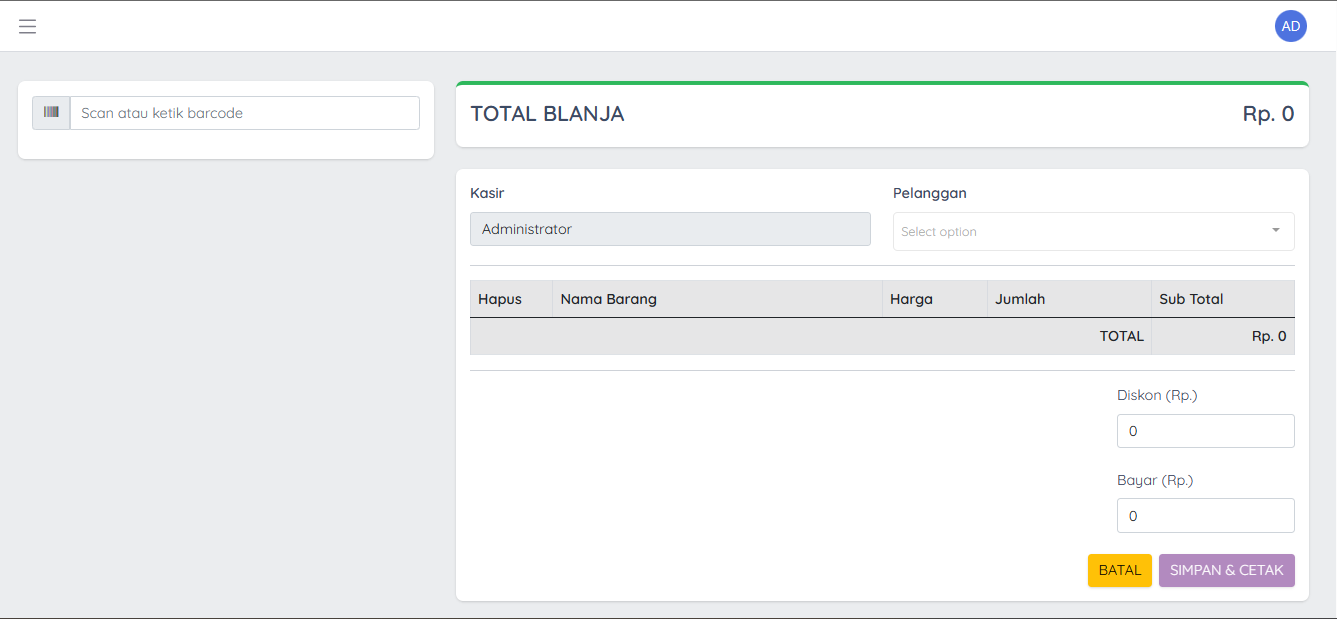 AD
Scan atau ketik barcode
TOTAL BLANJA Rp. 0
Kasir Pelanggan
Administrator Select option
Hapus Nama Barang Harga Jumlah Sub Total
TOTAL Rp. 0
Diskon (Rp.)
0
Bayar (Rp.)
0
BATAL SIMPAN & CETAK